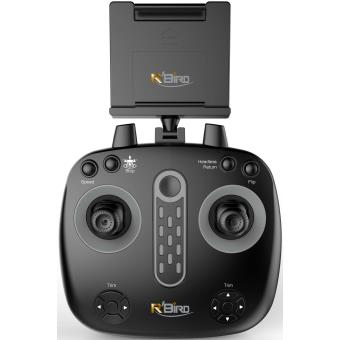 R'BIRD
Speed
Stop
Headless
Return
Flip
Trim
Trim
R'BIRD